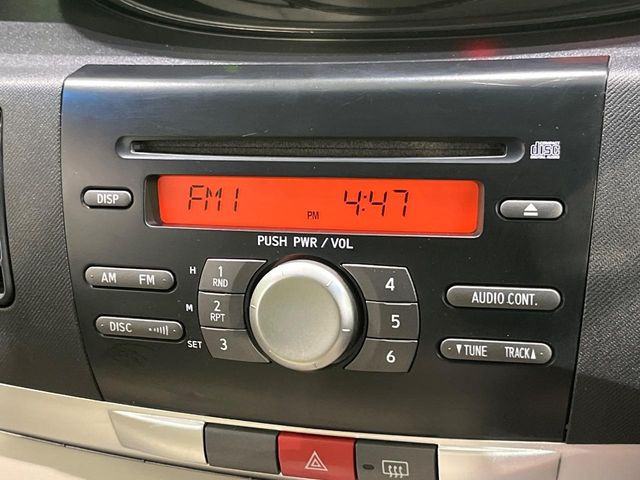 disc
DISP
FM1 PM 4:47
PUSH PWR / VOL
AM FM
H 1 RND
4
AUDIO CONT.
M 2 RPT
5
DISC
SET 3
6
▼TUNE TRACK▲